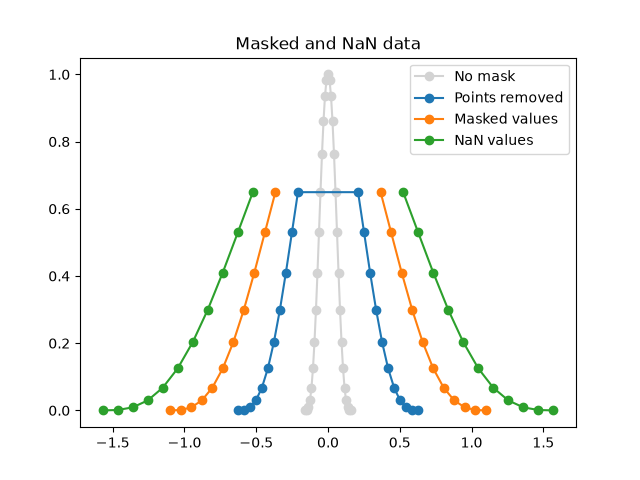 Masked and NaN data
No mask
Points removed
Masked values
NaN values
1.0
0.8
0.6
0.4
0.2
0.0
−1.5 −1.0 −0.5 0.0 0.5 1.0 1.5